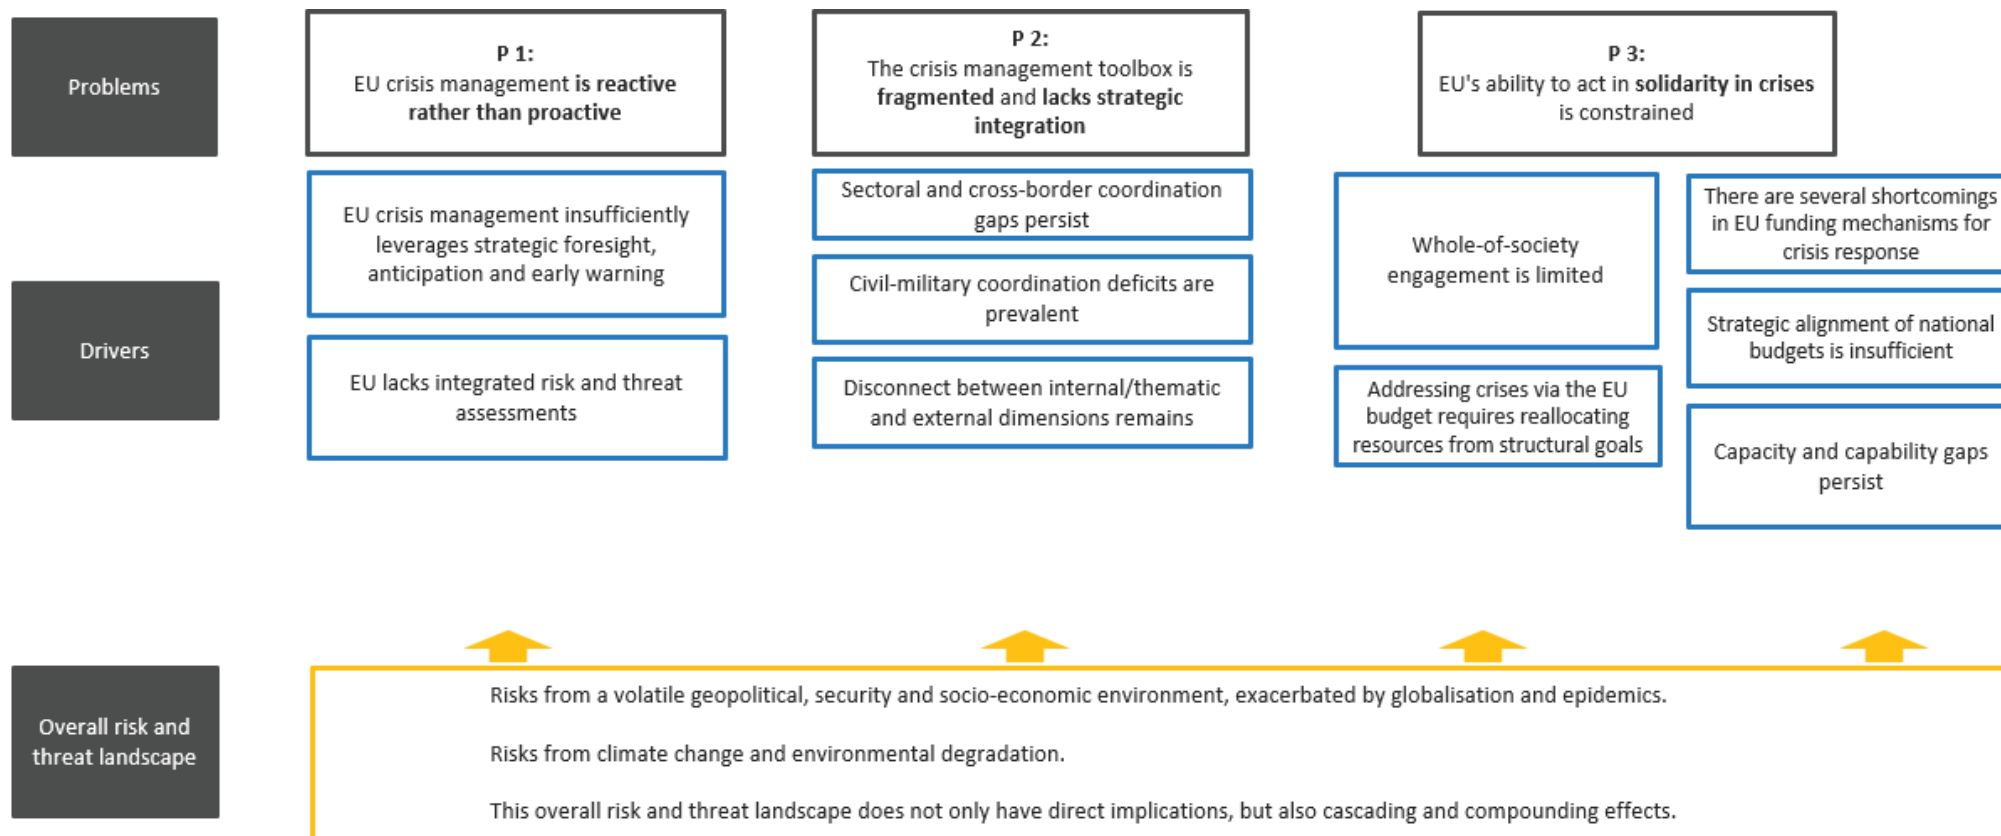 Problems
P 1:
EU crisis management is reactive
rather than proactive
P 2:
The crisis management toolbox is
fragmented and lacks strategic
integration
P 3:
EU's ability to act in solidarity in crises
is constrained
Drivers
EU crisis management insufficiently
leverages strategic foresight,
anticipation and early warning
EU lacks integrated risk and threat
assessments
Sectoral and cross-border coordination
gaps persist
Civil-military coordination deficits are
prevalent
Disconnect between internal/thematic
and external dimensions remains
Whole-of-society
engagement is limited
Addressing crises via the EU
budget requires reallocating
resources from structural goals
There are several shortcomings
in EU funding mechanisms for
crisis response
Strategic alignment of national
budgets is insufficient
Capacity and capability gaps
persist
Overall risk and
threat landscape
Risks from a volatile geopolitical, security and socio-economic environment, exacerbated by globalisation and epidemics.
Risks from climate change and environmental degradation.
This overall risk and threat landscape does not only have direct implications, but also cascading and compounding effects.